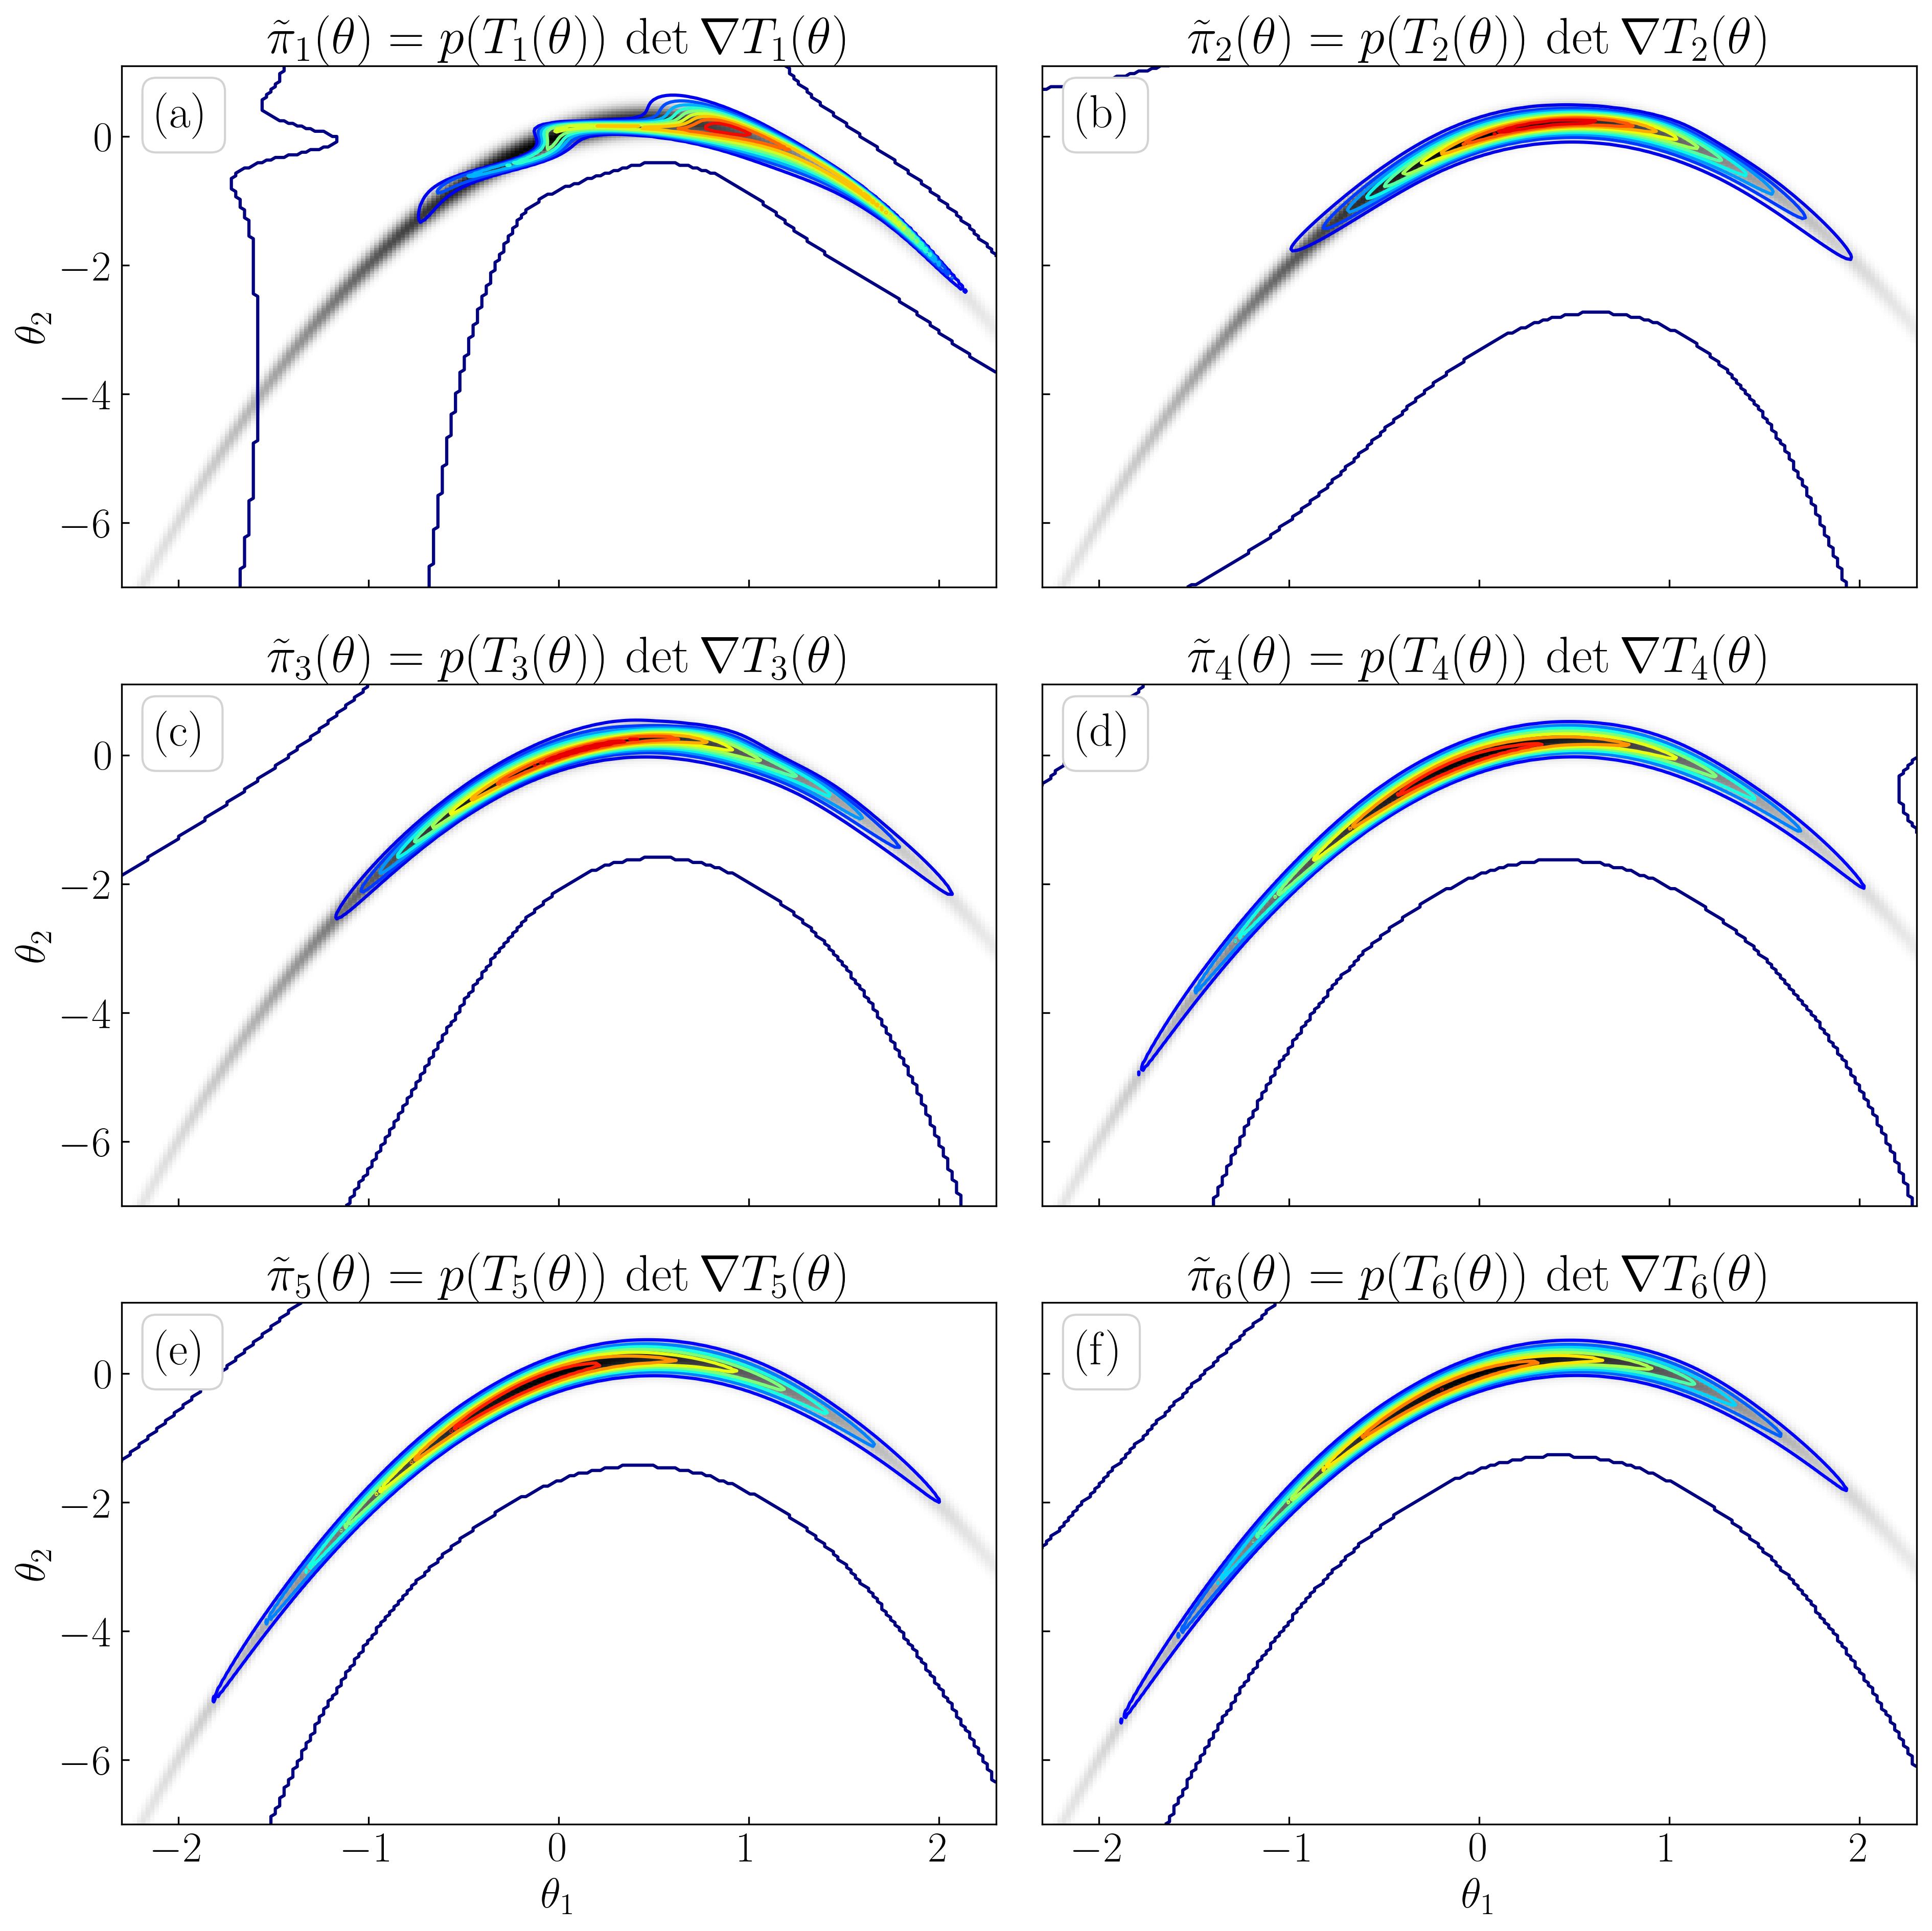 π̃₁(θ) = p(T₁(θ)) det ∇T₁(θ)
π̃₂(θ) = p(T₂(θ)) det ∇T₂(θ)
(a)
(b)
0
−2
−4
−6
θ₂
π̃₃(θ) = p(T₃(θ)) det ∇T₃(θ)
π̃₄(θ) = p(T₄(θ)) det ∇T₄(θ)
(c)
(d)
0
−2
−4
−6
θ₂
π̃₅(θ) = p(T₅(θ)) det ∇T₅(θ)
π̃₆(θ) = p(T₆(θ)) det ∇T₆(θ)
(e)
(f)
0
−2
−4
−6
θ₂
−2 −1 0 1 2
−2 −1 0 1 2
θ₁
θ₁